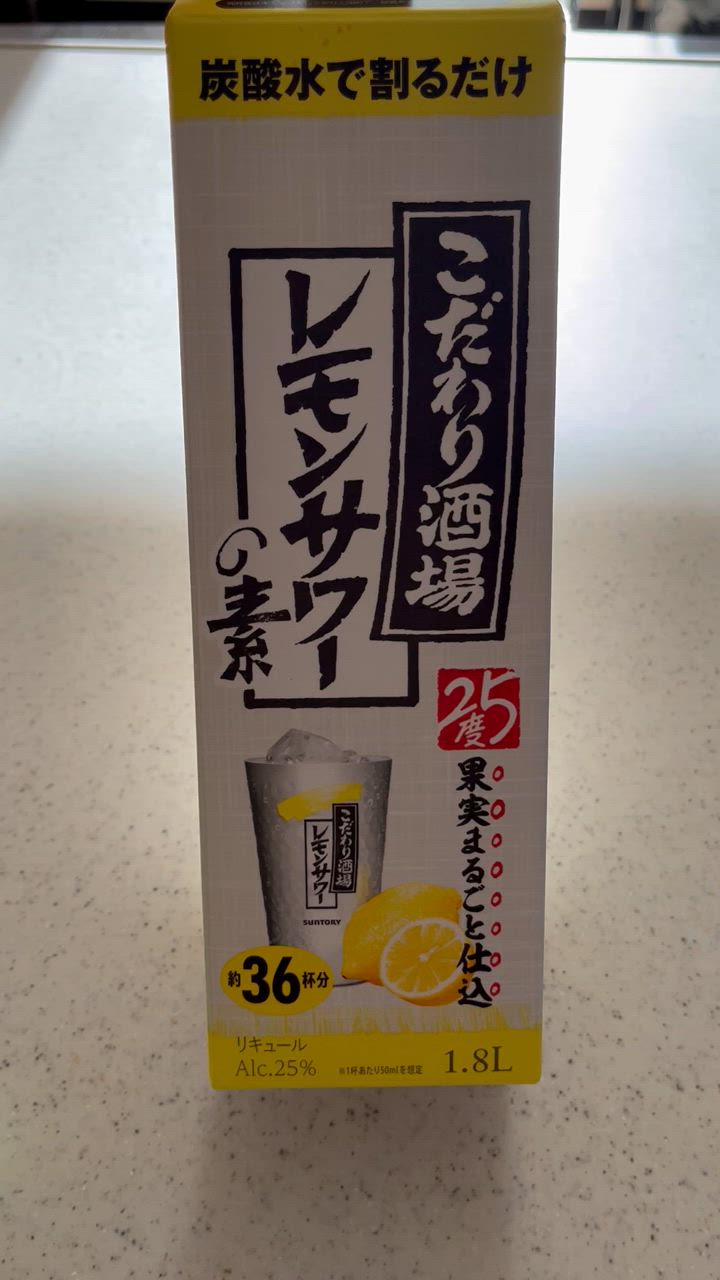 炭酸水で割るだけ
こだわり酒場
レモンサワー
の素
25度
果実まるごと仕込
こだわり酒場
レモンサワー
SUNTORY
約36杯分
リキュール
Alc.25%
※1杯あたり50mlを想定
1.8L